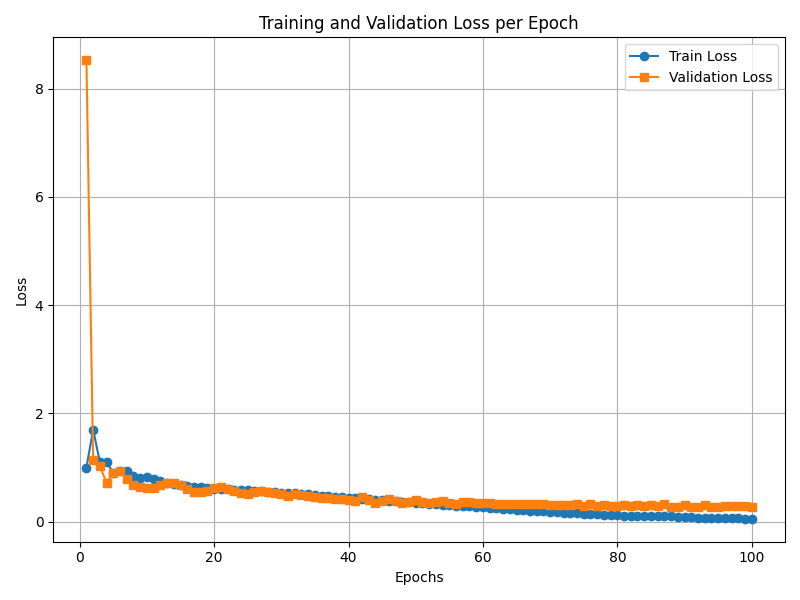 Training and Validation Loss per Epoch
Train Loss
Validation Loss
8
6
4
2
0
Loss
0 20 40 60 80 100
Epochs